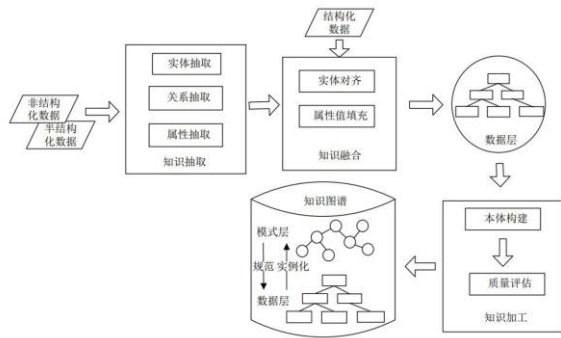 结构化
数据
非结构
化数据
半结构
化数据
实体抽取
关系抽取
属性抽取
知识抽取
实体对齐
属性值填充
知识融合
数据层
本体构建
质量评估
知识加工
知识图谱
模式层
规范 实例化
数据层